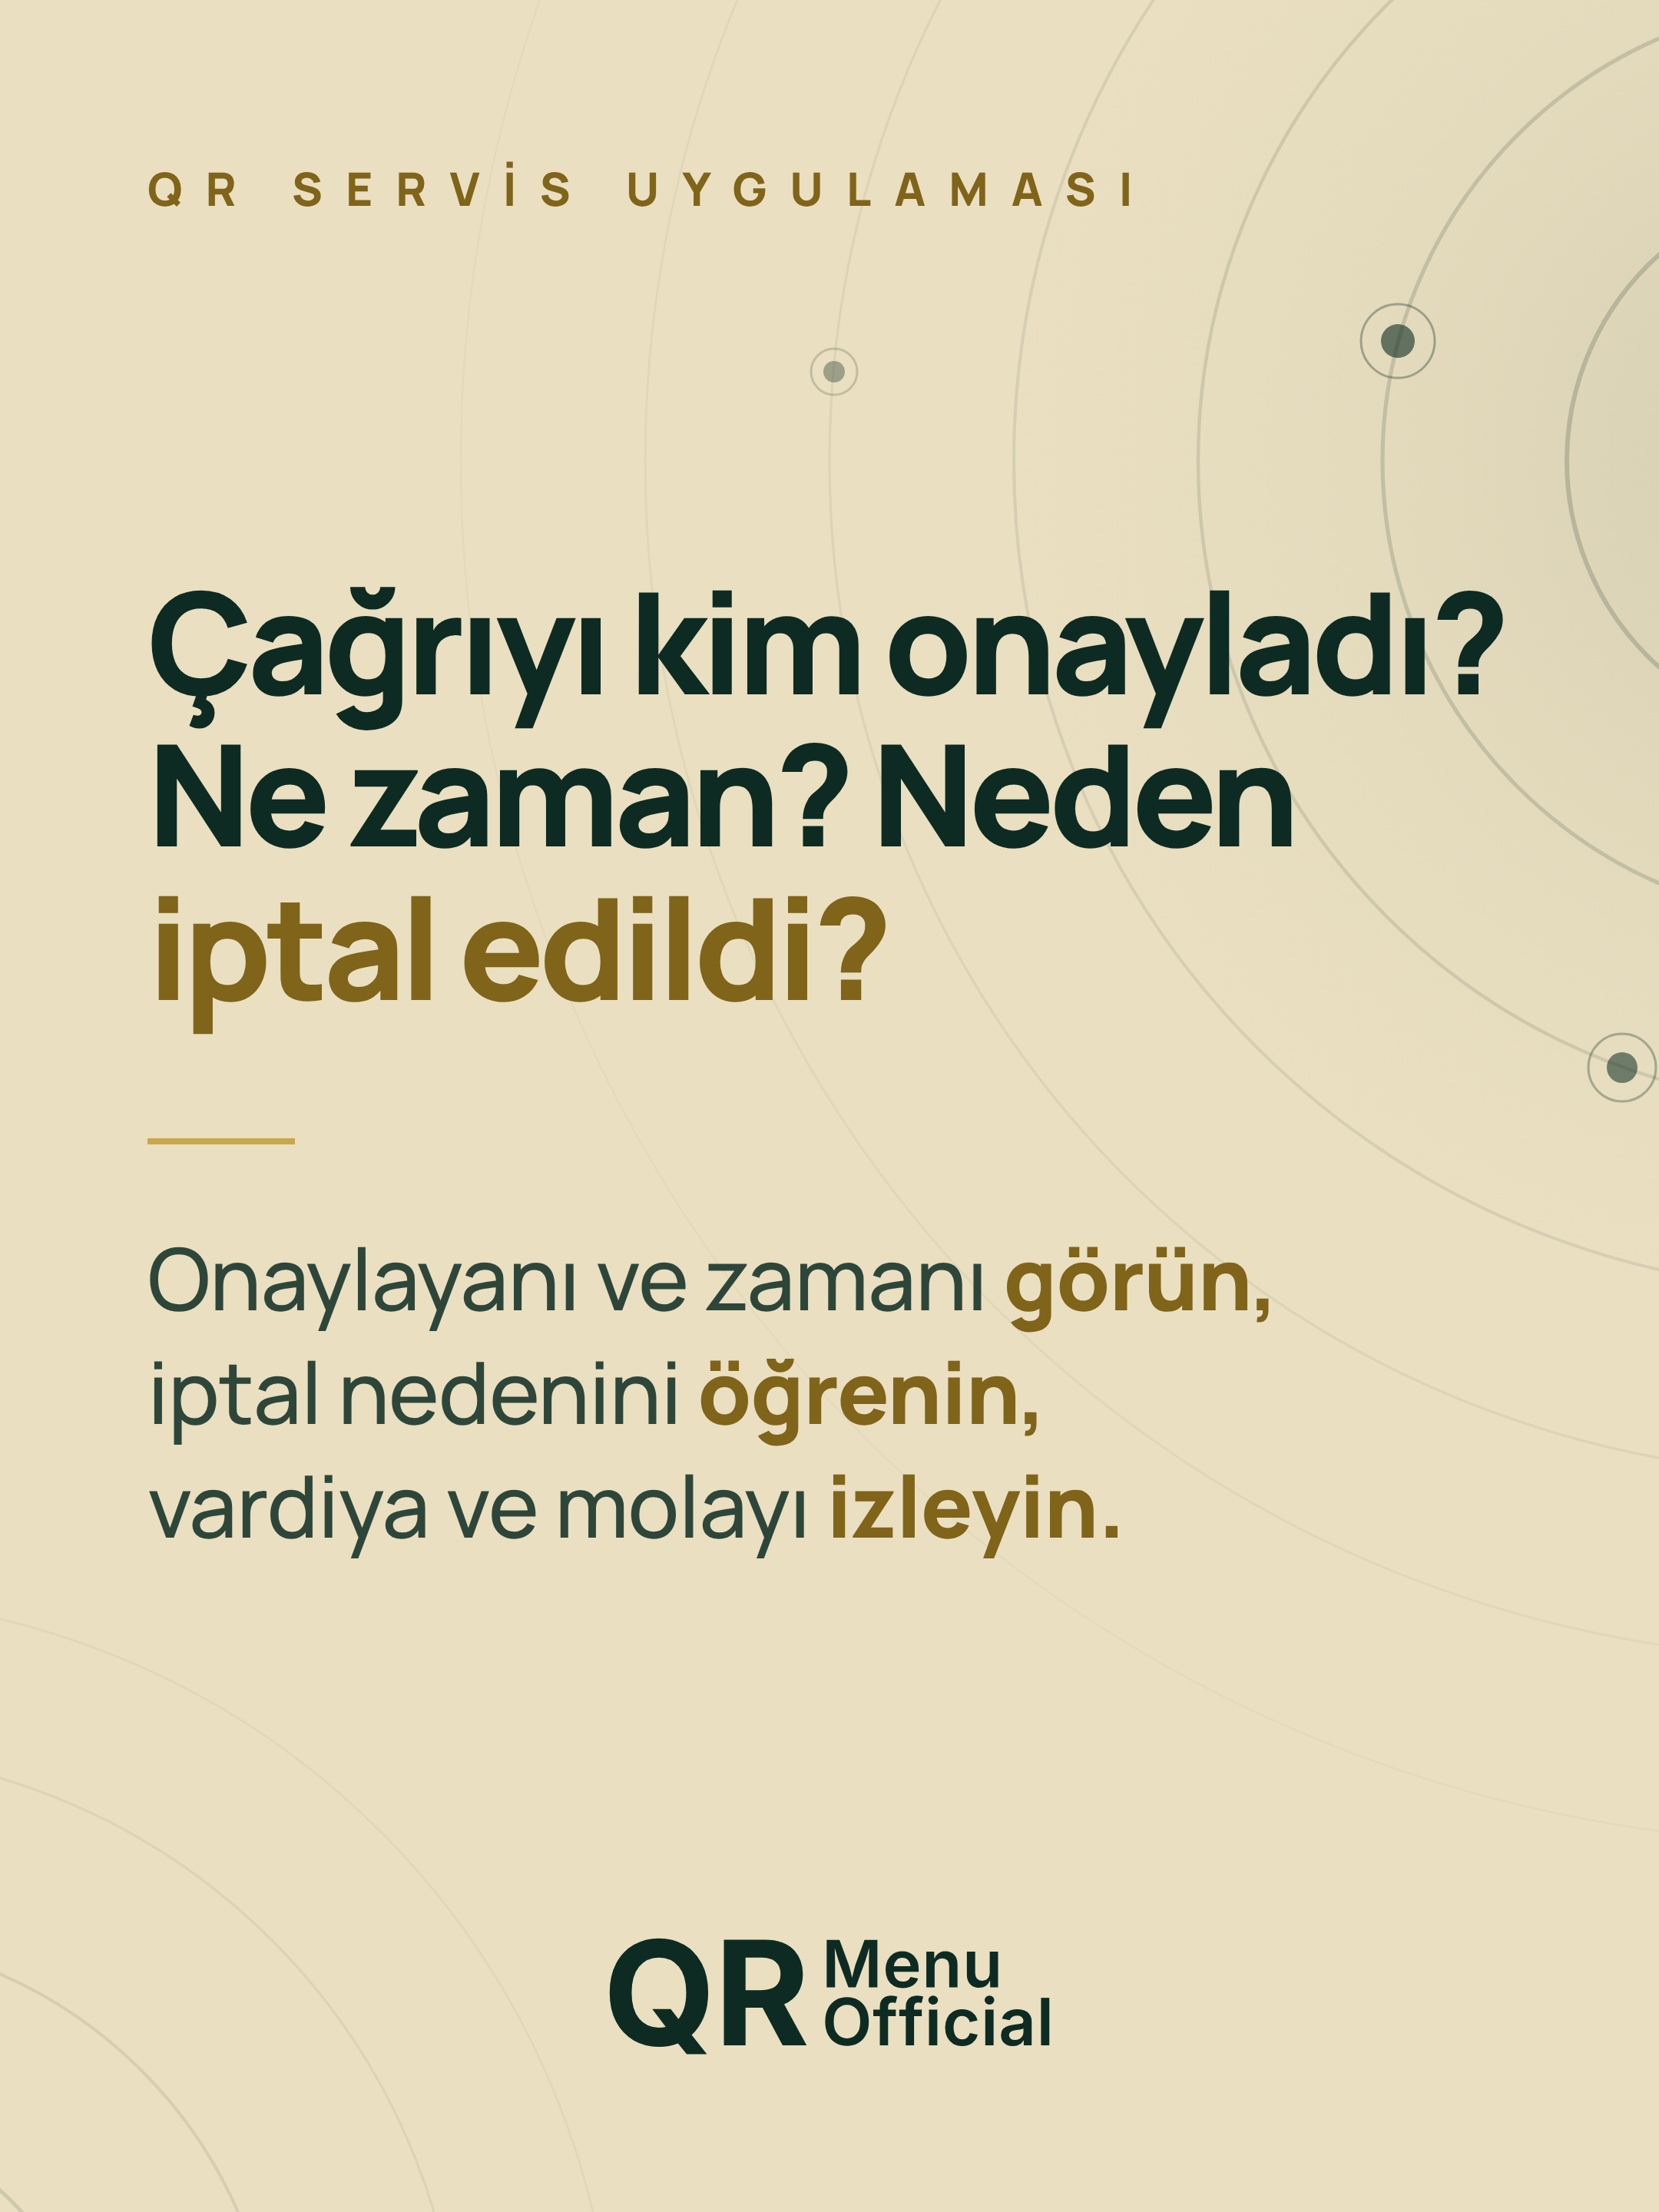 QR SERVİS UYGULAMASI
Çağrıyı kim onayladı?
Ne zaman? Neden
iptal edildi?
Onaylayanı ve zamanı görün,
iptal nedenini öğrenin,
vardiya ve molayı izleyin.
QR Menu
Official